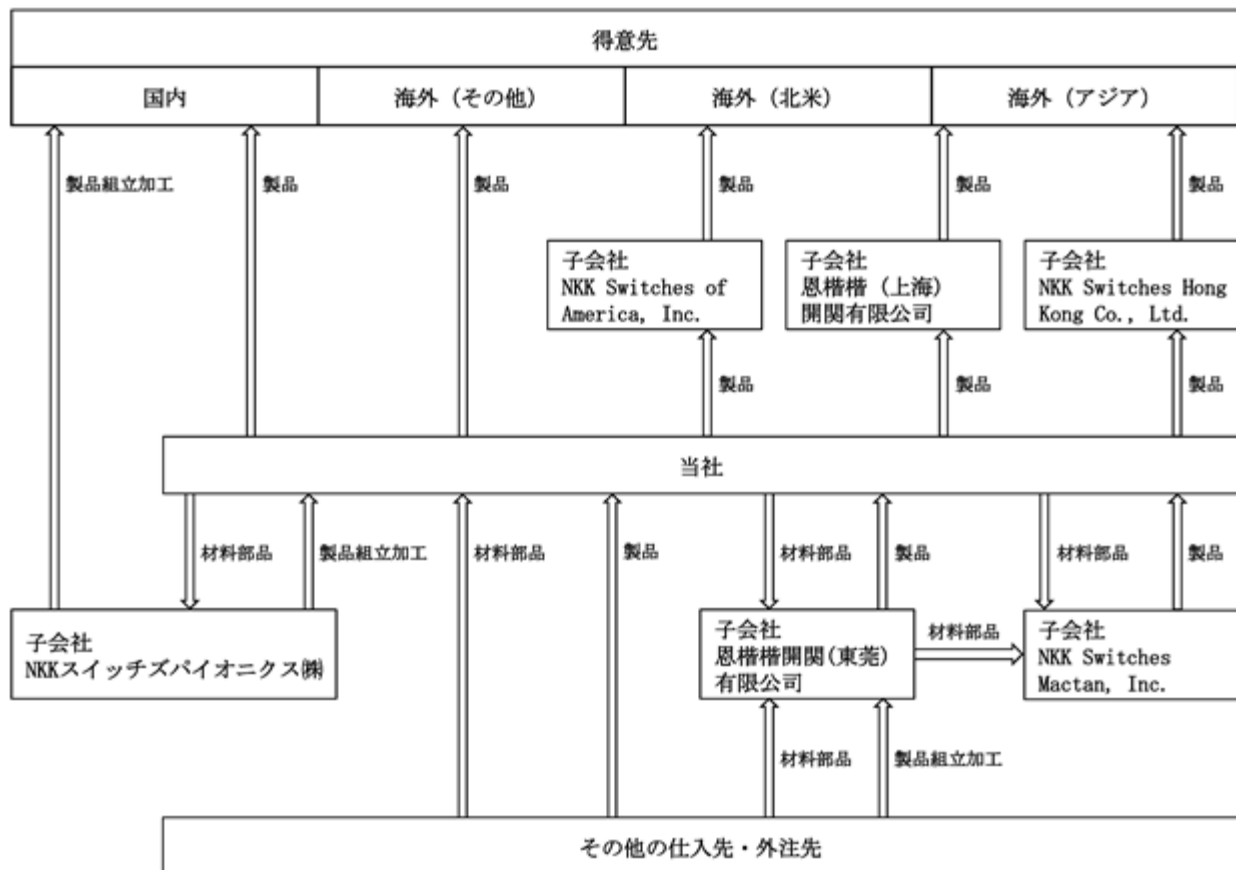 得意先
国内
海外（その他）
海外（北米）
海外（アジア）
製品組立加工
製品
製品
製品
製品
製品
子会社
NKK Switches of
America, Inc.
子会社
恩楷楷（上海）
開関有限公司
子会社
NKK Switches Hong
Kong Co., Ltd.
製品
製品
製品
当社
材料部品
製品組立加工
材料部品
製品
材料部品
製品
材料部品
製品
子会社
NKKスイッチズパイオニクス㈱
子会社
恩楷楷開関(東莞)
有限公司
材料部品
子会社
NKK Switches
Mactan, Inc.
材料部品
製品組立加工
その他の仕入先・外注先